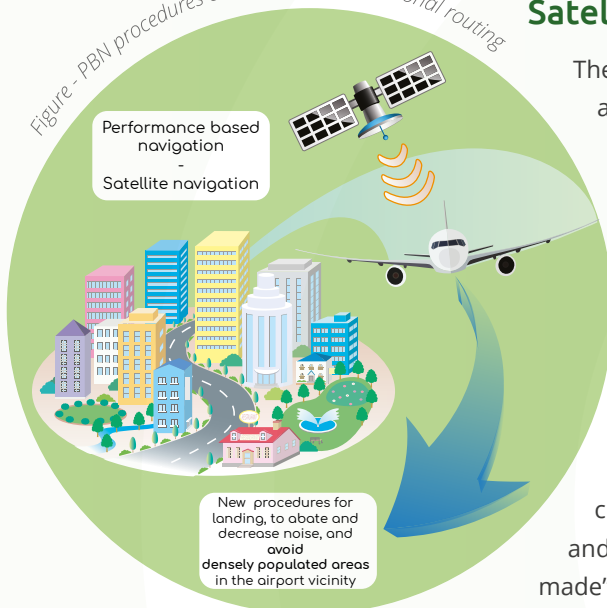 Figure - PBN procedures
nal routing
Satel
The
a
Performance based
navigation
-
Satellite navigation
New procedures for
landing, to abate and
decrease noise, and
avoid
densely populated areas
in the airport vicinity
c
and
made’